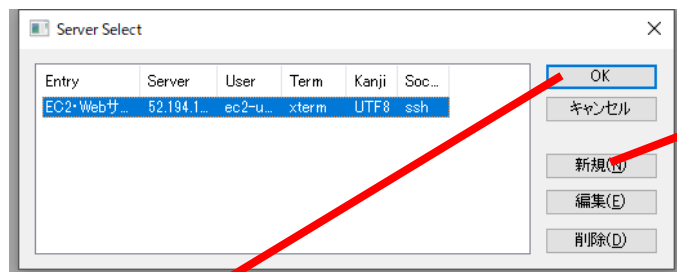 Server Select
Entry Server User Term Kanji Soc...
EC2・Webサ... 52.194.1... ec2-u... xterm UTF8 ssh
OK
キャンセル
新規(N)
編集(E)
削除(D)